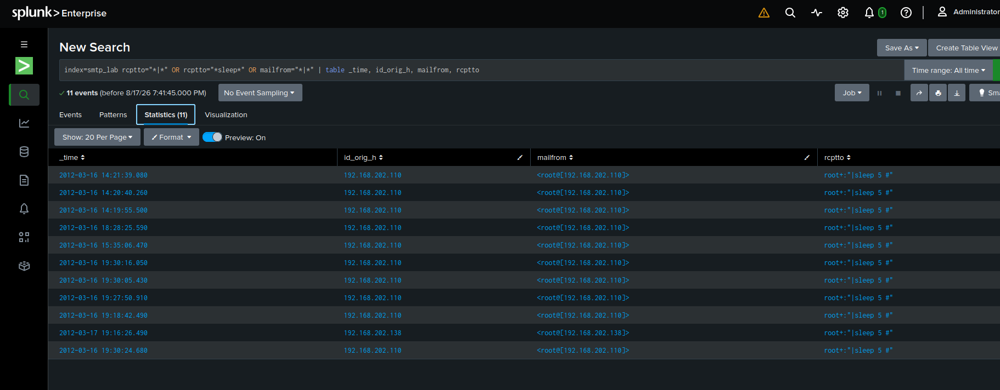 splunk> Enterprise
1
Administrator
New Search
Save As
Create Table View
index=smtp_lab rcptto="*|*" OR rcptto="*sleep*" OR mailfrom="*|*" | table _time, id_orig_h, mailfrom, rcptto
Time range: All time
11 events (before 8/17/26 7:41:45.000 PM)
No Event Sampling
Job
Sma
Events
Patterns
Statistics (11)
Visualization
Show: 20 Per Page
Format
Preview: On
_time id_orig_h mailfrom rcptto
2012-03-16 14:21:39.080 192.168.202.110 <root@[192.168.202.110]> root+:"|sleep 5 #"
2012-03-16 14:20:40.260 192.168.202.110 <root@[192.168.202.110]> root+:"|sleep 5 #"
2012-03-16 14:19:55.500 192.168.202.110 <root@[192.168.202.110]> root+:"|sleep 5 #"
2012-03-16 18:28:25.590 192.168.202.110 <root@[192.168.202.110]> root+:"|sleep 5 #"
2012-03-16 15:35:06.470 192.168.202.110 <root@[192.168.202.110]> root+:"|sleep 5 #"
2012-03-16 19:30:16.050 192.168.202.110 <root@[192.168.202.110]> root+:"|sleep 5 #"
2012-03-16 19:30:05.430 192.168.202.110 <root@[192.168.202.110]> root+:"|sleep 5 #"
2012-03-16 19:27:50.910 192.168.202.110 <root@[192.168.202.110]> root+:"|sleep 5 #"
2012-03-16 19:18:42.490 192.168.202.110 <root@[192.168.202.110]> root+:"|sleep 5 #"
2012-03-17 19:16:26.490 192.168.202.138 <root@[192.168.202.138]> root+:"|sleep 5 #"
2012-03-16 19:30:24.680 192.168.202.110 <root@[192.168.202.110]> root+:"|sleep 5 #"